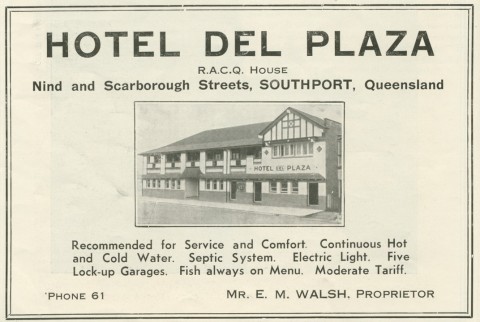 HOTEL DEL PLAZA
R.A.C.Q. HOUSE
Nind and Scarborough Streets, SOUTHPORT, Queensland
HOTEL DEL PLAZA
Recommended for Service and Comfort. Continuous Hot
and Cold Water. Septic System. Electric Light. Five
Lock-up Garages. Fish always on Menu. Moderate Tariff.
'PHONE 61
MR. E. M. WALSH, PROPRIETOR